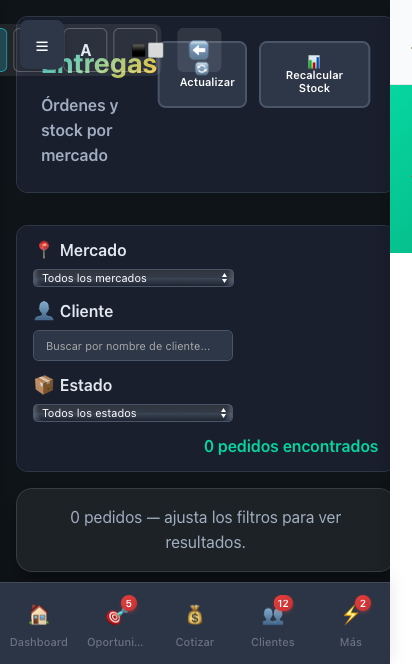 A
Entregas
Órdenes y
stock por
mercado
Actualizar
Recalcular
Stock
Mercado
Todos los mercados
Cliente
Buscar por nombre de cliente...
Estado
Todos los estados
0 pedidos encontrados
0 pedidos — ajusta los filtros para ver
resultados.
5
12
2
Dashboard
Oportuni...
Cotizar
Clientes
Más